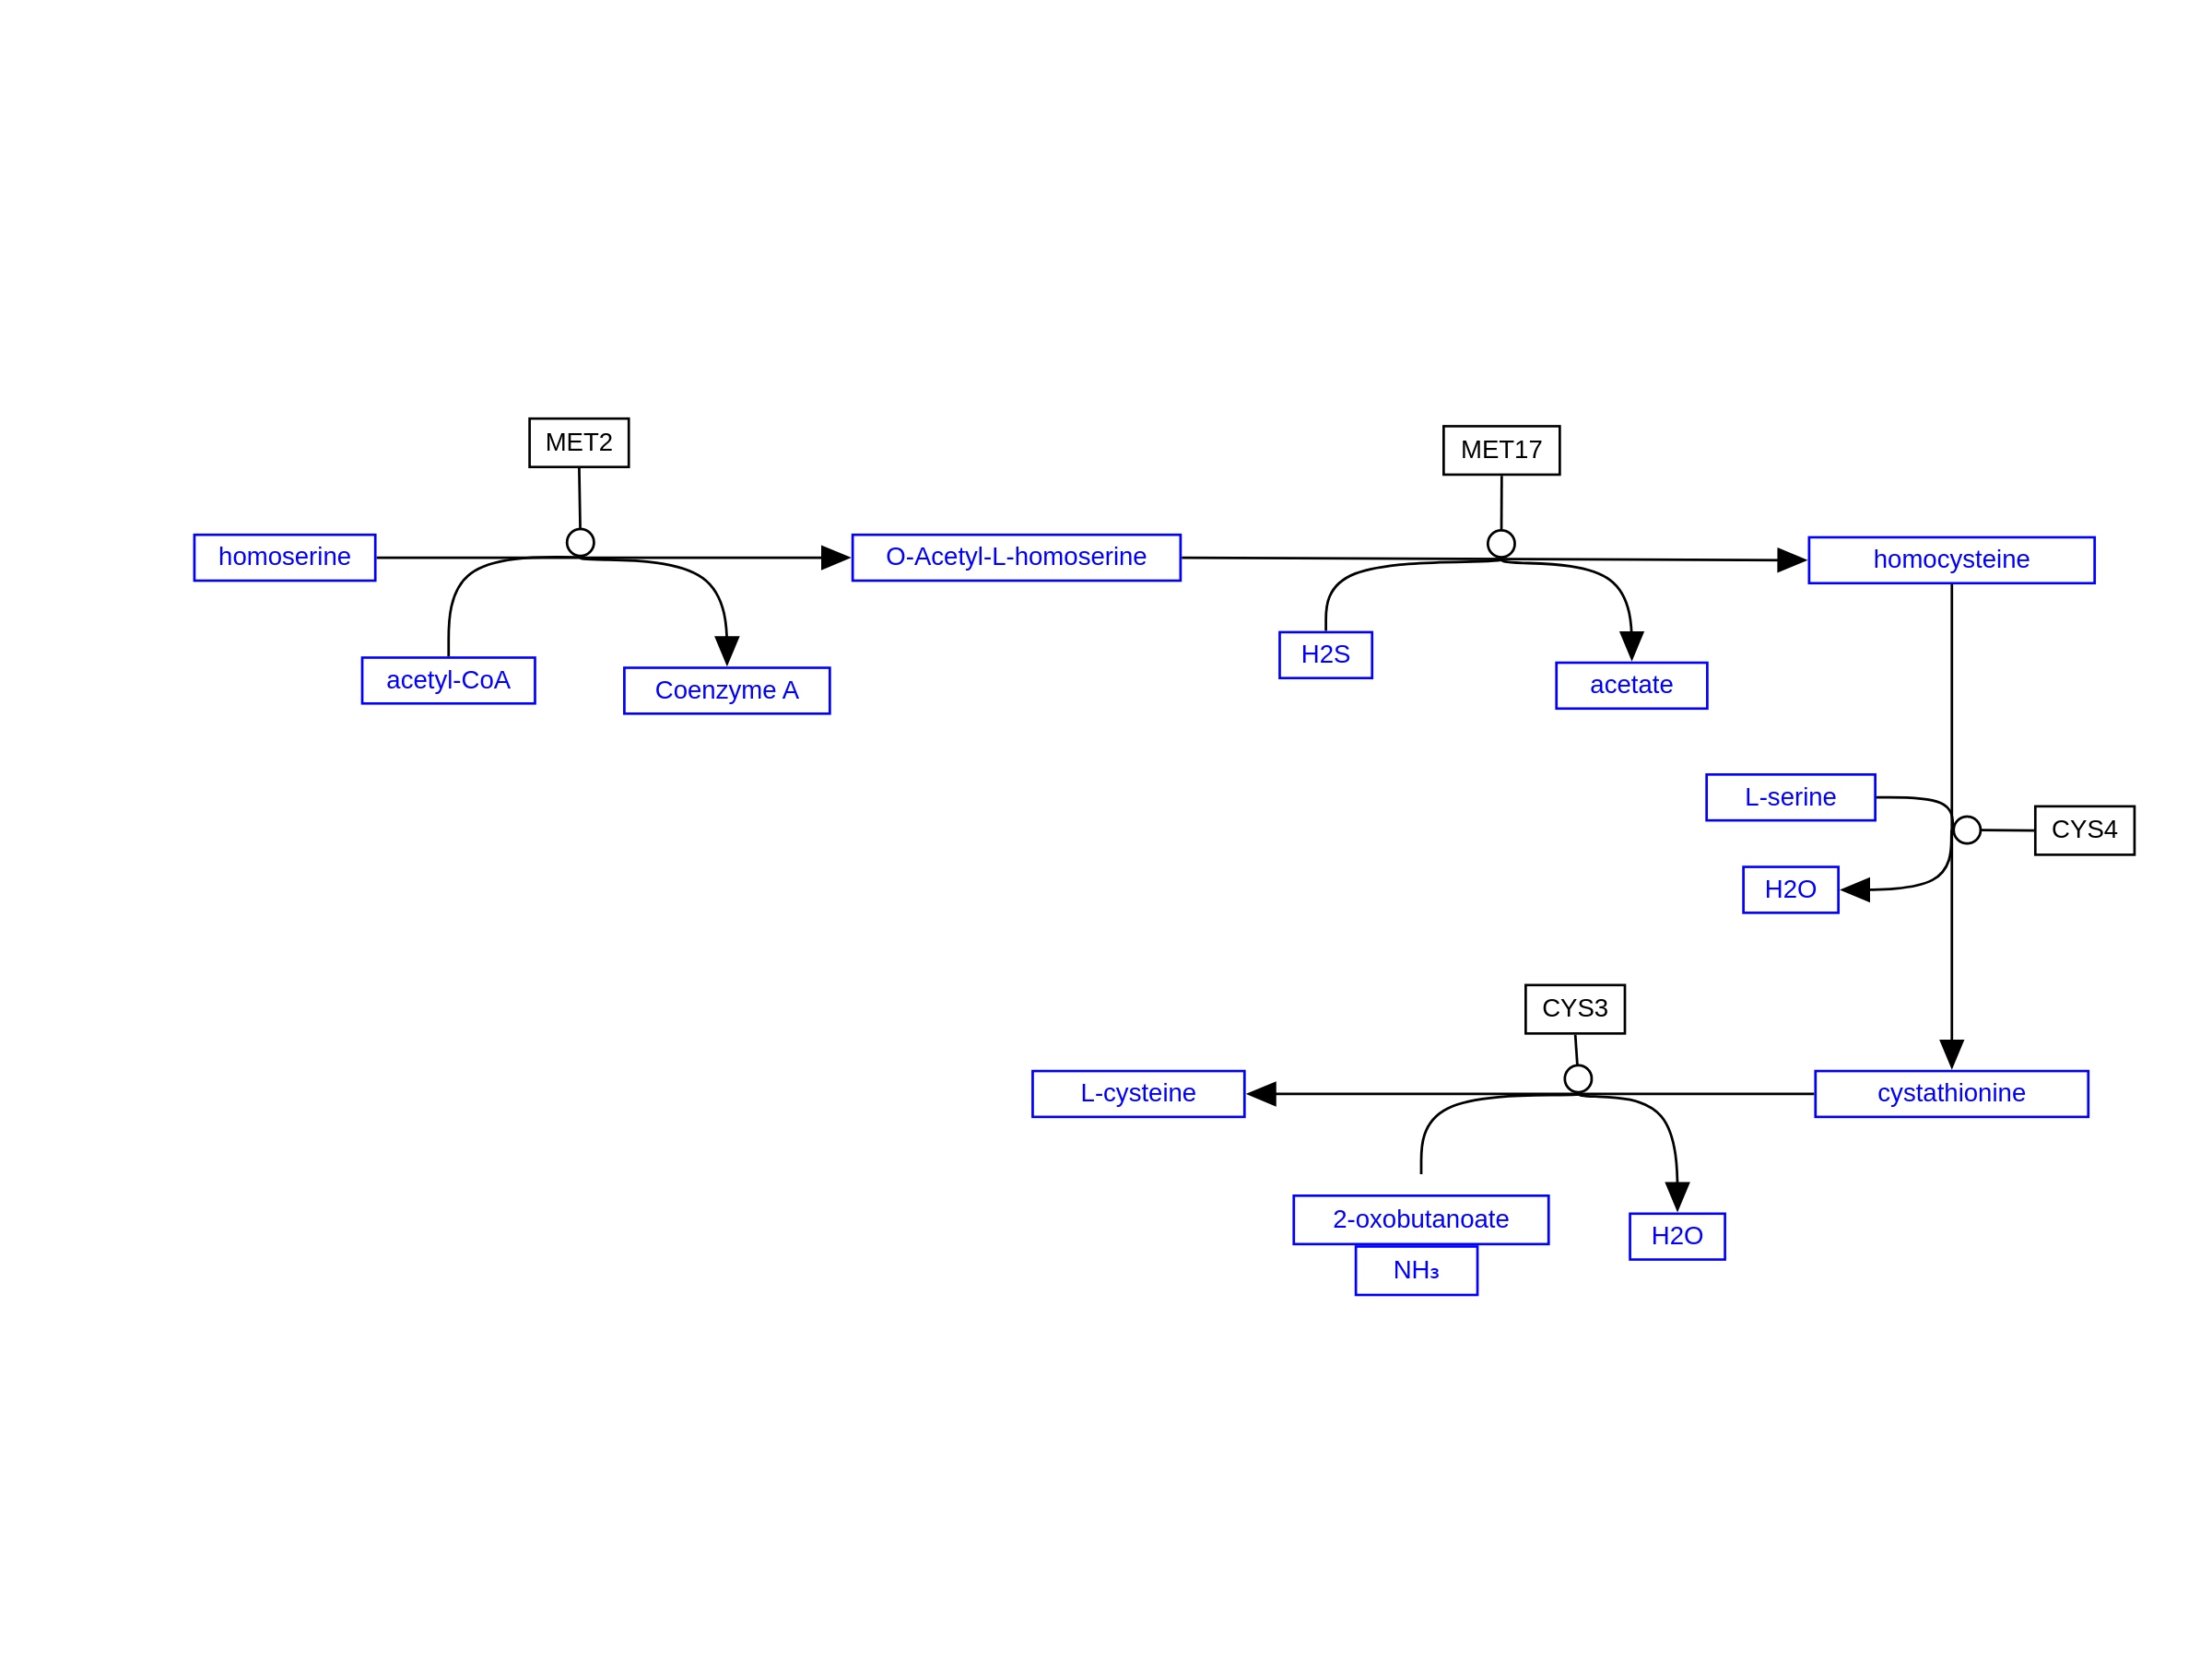 MET2
MET17
homoserine
O-Acetyl-L-homoserine
homocysteine
H2S
acetyl-CoA
Coenzyme A
acetate
L-serine
CYS4
H2O
CYS3
L-cysteine
cystathionine
2-oxobutanoate
H2O
NH₃